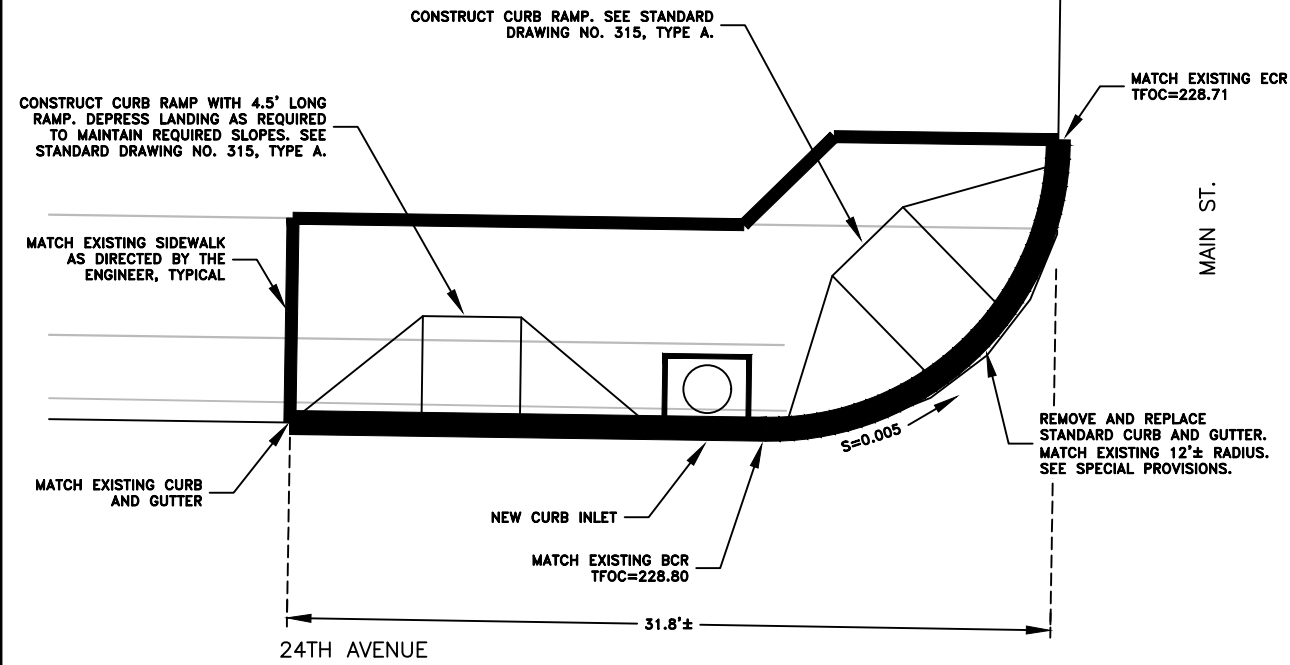 CONSTRUCT CURB RAMP. SEE STANDARD
DRAWING NO. 315, TYPE A.
MATCH EXISTING ECR
TFOC=228.71
CONSTRUCT CURB RAMP WITH 4.5' LONG
RAMP. DEPRESS LANDING AS REQUIRED
TO MAINTAIN REQUIRED SLOPES. SEE
STANDARD DRAWING NO. 315, TYPE A.
MAIN ST.
MATCH EXISTING SIDEWALK
AS DIRECTED BY THE
ENGINEER, TYPICAL
S=0.005
REMOVE AND REPLACE
STANDARD CURB AND GUTTER.
MATCH EXISTING 12'± RADIUS.
SEE SPECIAL PROVISIONS.
MATCH EXISTING CURB
AND GUTTER
NEW CURB INLET
MATCH EXISTING BCR
TFOC=228.80
31.8'±
24TH AVENUE